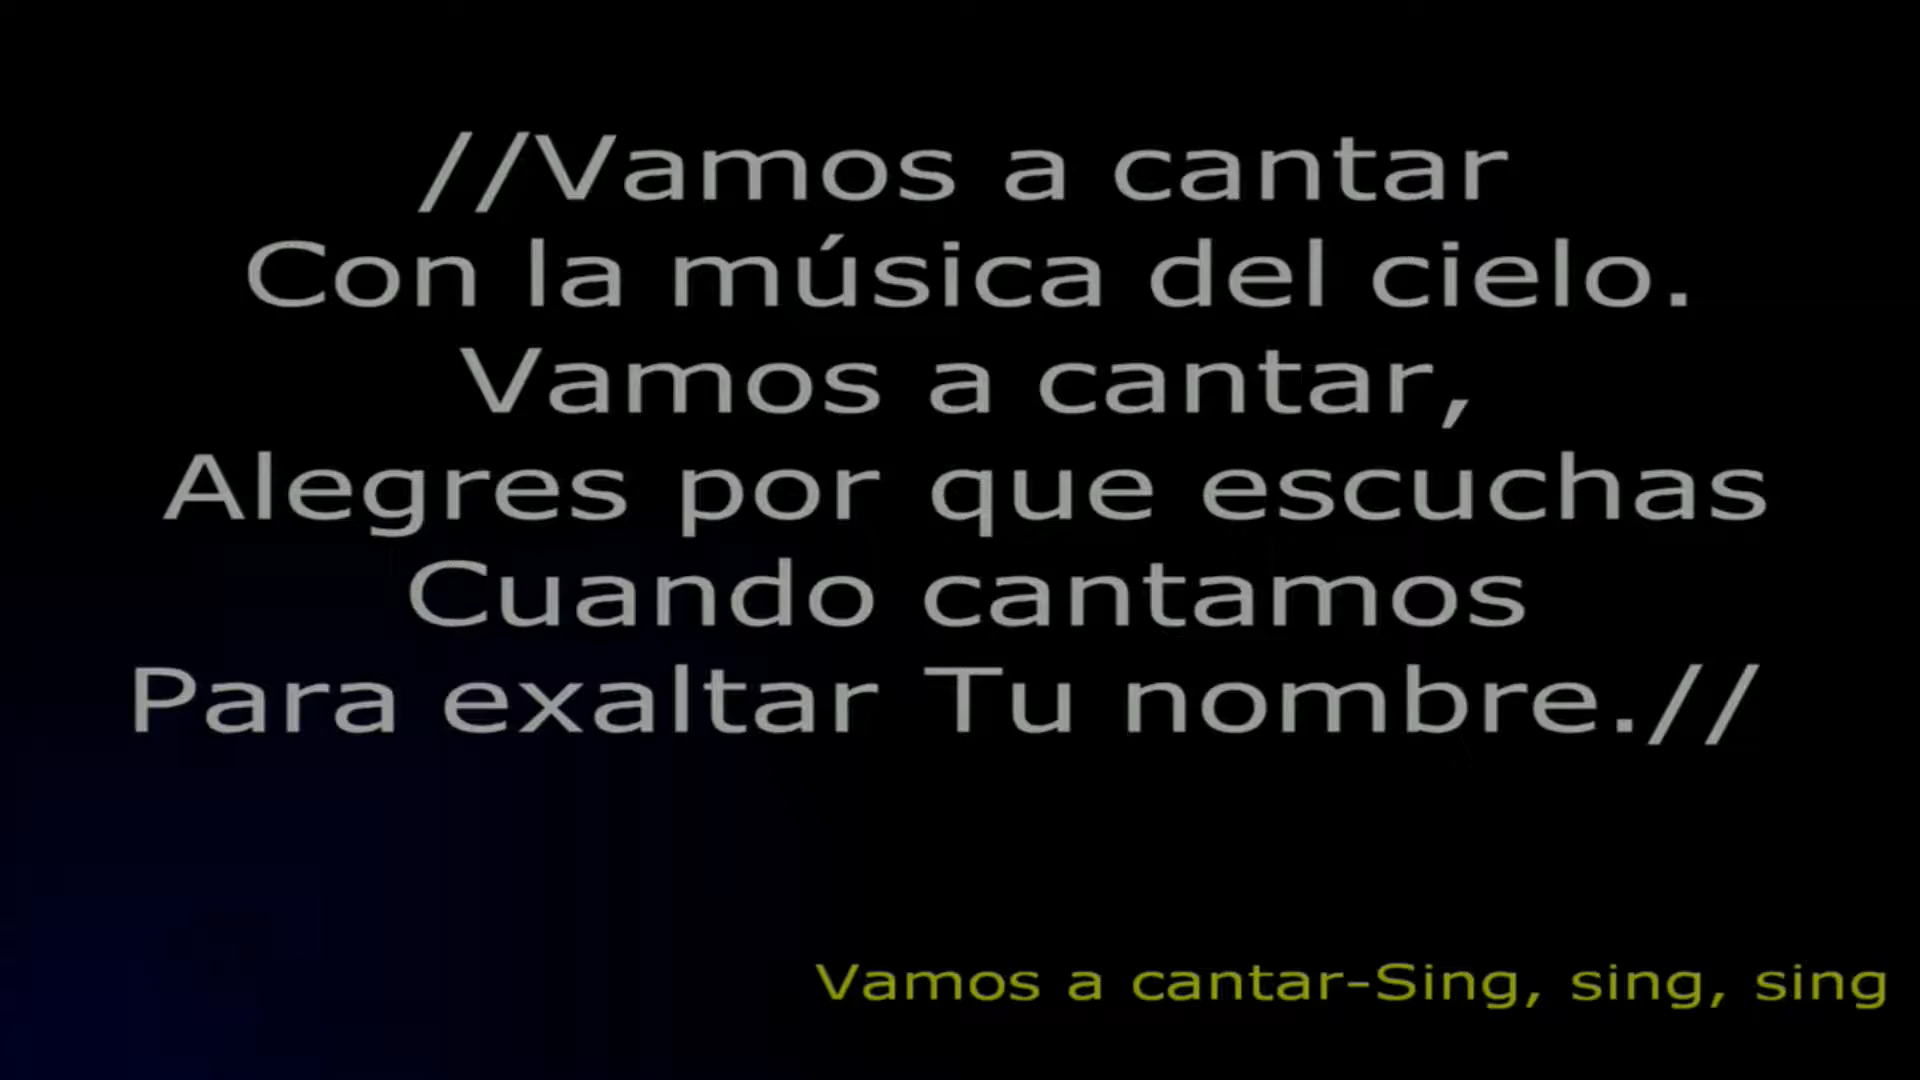 //Vamos a cantar
Con la música del cielo.
Vamos a cantar,
Alegres por que escuchas
Cuando cantamos
Para exaltar Tu nombre.//
Vamos a cantar-Sing, sing, sing